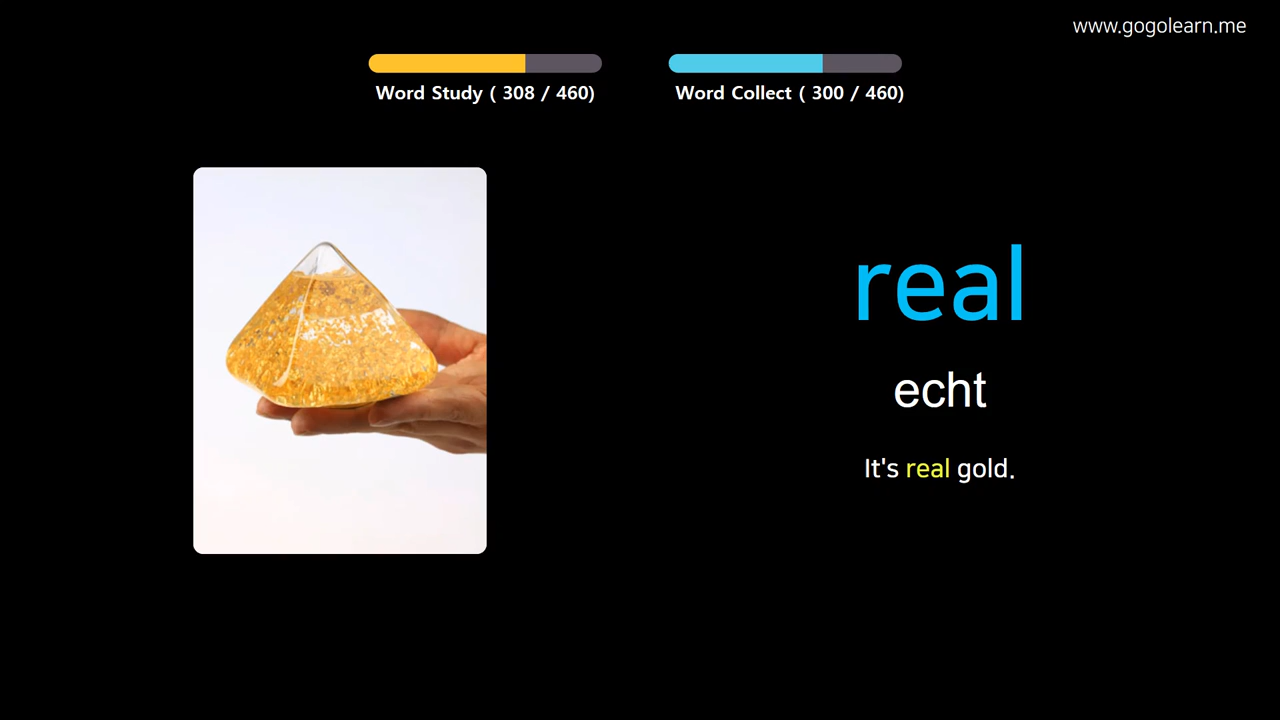 www.gogolearn.me
Word Study ( 308 / 460)
Word Collect ( 300 / 460)
real
echt
It's real gold.